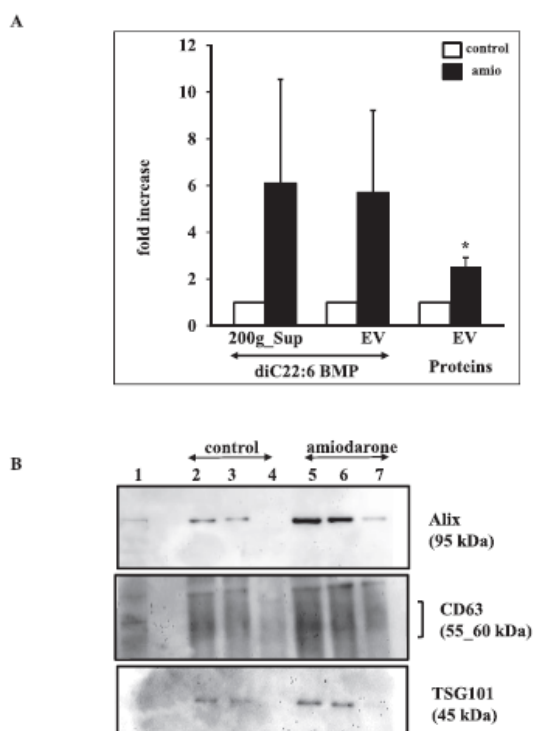 A
12
10
8
6
4
2
0
fold increase
control
amio
*
200g_Sup EV EV
diC22:6 BMP Proteins
B
control amiodarone
1 2 3 4 5 6 7
Alix
(95 kDa)
CD63
(55_60 kDa)
TSG101
(45 kDa)